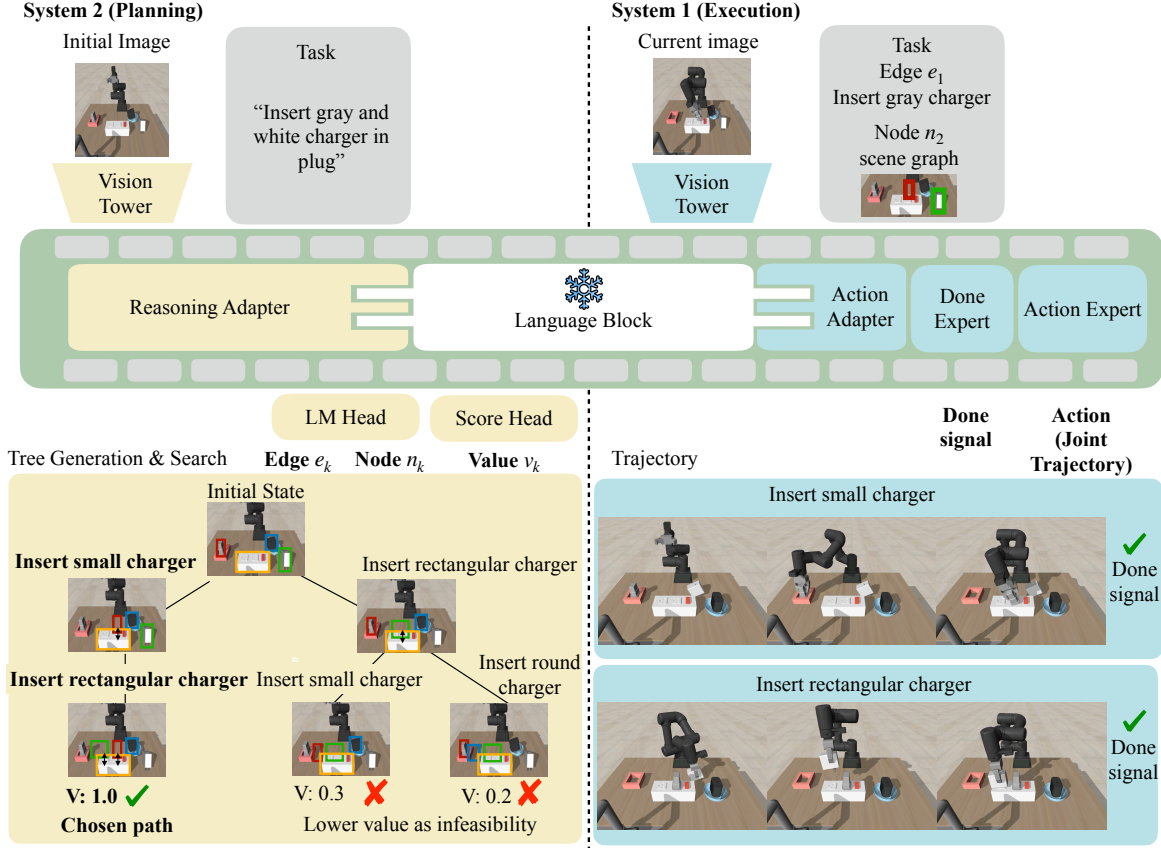 System 2 (Planning)
Initial Image
Task
“Insert gray and
white charger in
plug”
Vision
Tower
System 1 (Execution)
Current image
Task
Edge e1
Insert gray charger
Node n2
scene graph
Vision
Tower
Reasoning Adapter
Language Block
Action
Adapter
Done
Expert
Action Expert
LM Head
Score Head
Tree Generation & Search
Edge ek
Node nk
Value vk
Initial State
Insert small charger
Insert rectangular charger
Insert rectangular charger
Insert small charger
Insert round
charger
V: 1.0
V: 0.3
V: 0.2
Chosen path
Lower value as infeasibility
Done
signal
Action
(Joint
Trajectory)
Trajectory
Insert small charger
Done
signal
Insert rectangular charger
Done
signal